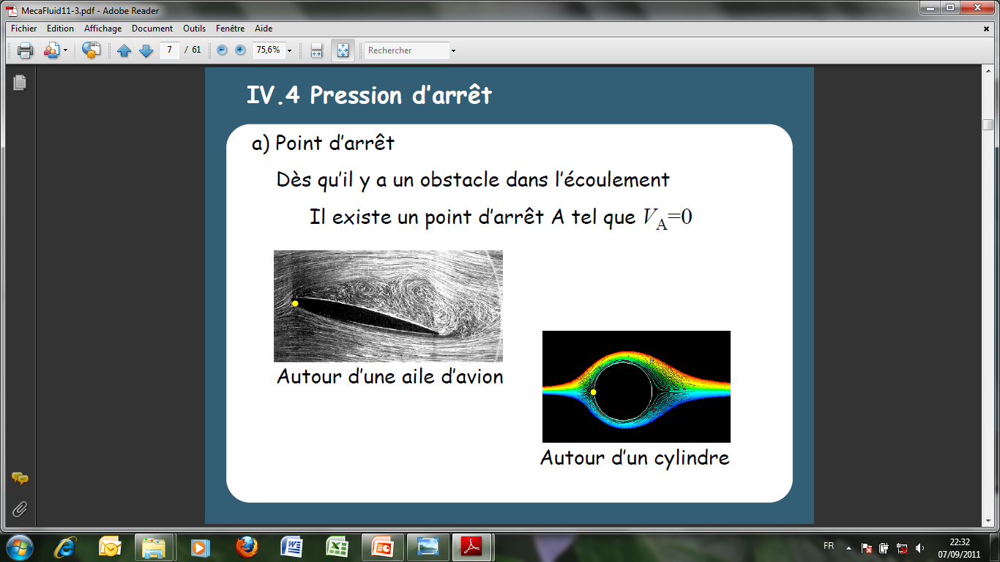 MecaFluid11-3.pdf - Adobe Reader
Fichier Edition Affichage Document Outils Fenêtre Aide
7 / 61 75,6% Rechercher
IV.4 Pression d'arrêt
a) Point d'arrêt
Dès qu'il y a un obstacle dans l'écoulement
Il existe un point d'arrêt A tel que VA=0
Autour d'une aile d'avion
Autour d'un cylindre
FR
22:32
07/09/2011